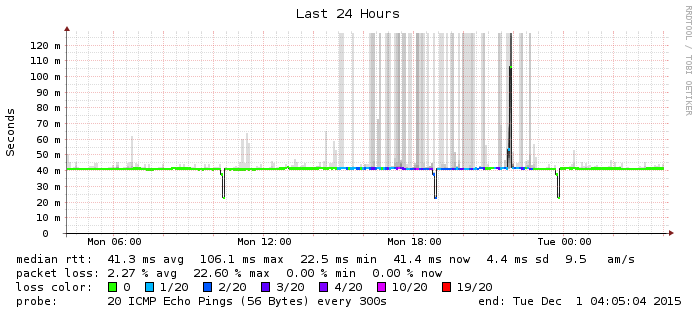 Last 24 Hours
RRDTOOL / TOBI OETIKER
Seconds
120 m
110 m
100 m
90 m
80 m
70 m
60 m
50 m
40 m
30 m
20 m
10 m
0
Mon 06:00 Mon 12:00 Mon 18:00 Tue 00:00
median rtt: 41.3 ms avg 106.1 ms max 22.5 ms min 41.4 ms now 4.4 ms sd 9.5 am/s
packet loss: 2.27 % avg 22.60 % max 0.00 % min 0.00 % now
loss color: 0 1/20 2/20 3/20 4/20 10/20 19/20
probe: 20 ICMP Echo Pings (56 Bytes) every 300s end: Tue Dec 1 04:05:04 2015